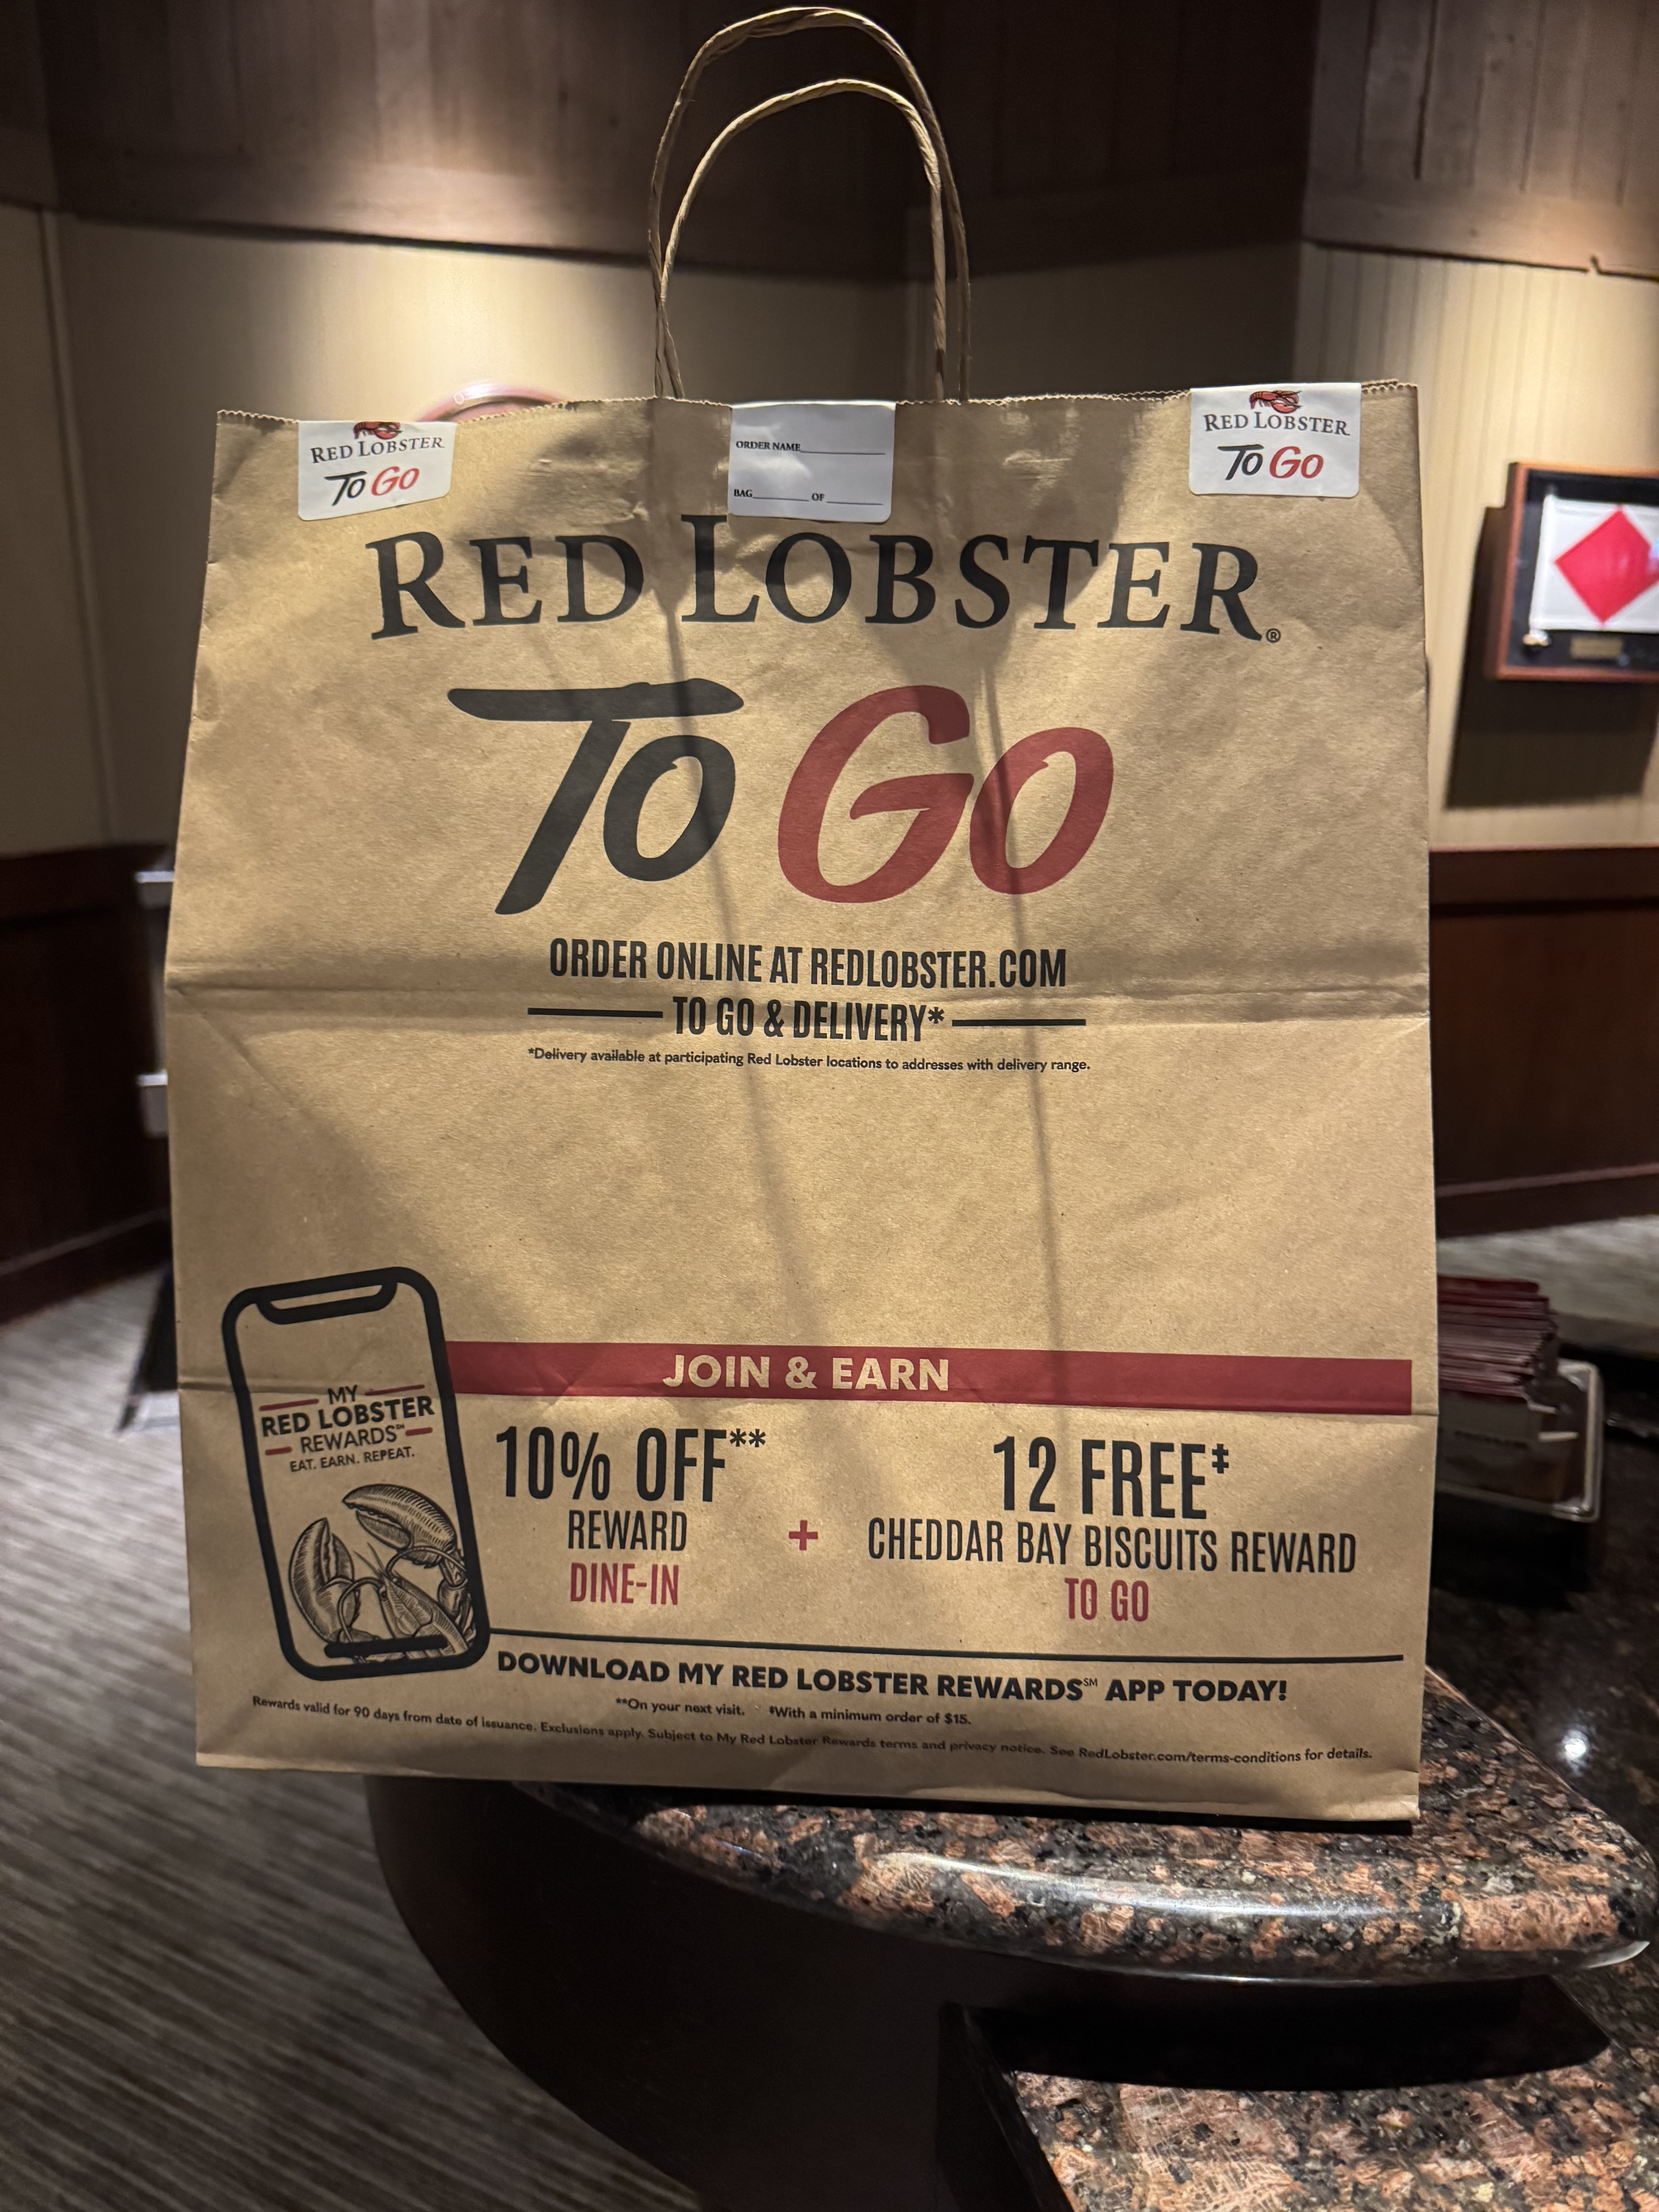 RED LOBSTER
TO GO
ORDER NAME
BAG OF
RED LOBSTER
TO GO
RED LOBSTER®
TO GO
ORDER ONLINE AT REDLOBSTER.COM
TO GO & DELIVERY*
*Delivery available at participating Red Lobster locations to addresses with delivery range.
MY
RED LOBSTER
REWARDS℠
EAT. EARN. REPEAT.
JOIN & EARN
10% OFF**
REWARD
DINE-IN
+
12 FREE‡
CHEDDAR BAY BISCUITS REWARD
TO GO
DOWNLOAD MY RED LOBSTER REWARDS℠ APP TODAY!
**On your next visit. ‡With a minimum order of $15.
Rewards valid for 90 days from date of issuance. Exclusions apply. Subject to My Red Lobster Rewards terms and privacy notice. See RedLobster.com/terms-conditions for details.